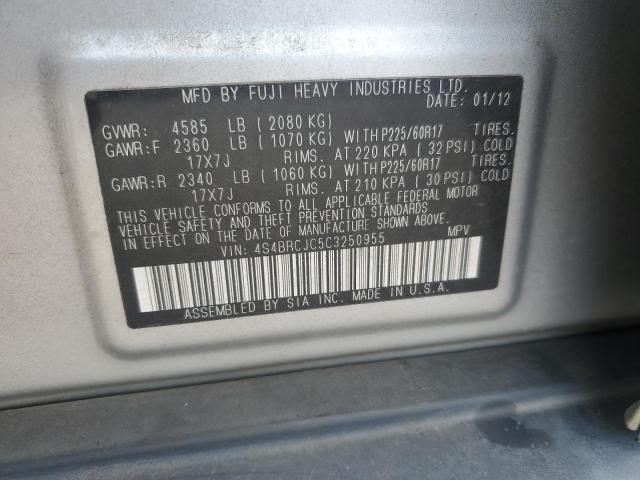 MFD BY FUJI HEAVY INDUSTRIES LTD.
DATE: 01/12
GVWR: 4585 LB (2080 KG)
GAWR:F 2360 LB (1070 KG) WITH P225/60R17 TIRES.
17X7J RIMS. AT 220 KPA (32 PSI) COLD
GAWR:R 2340 LB (1060 KG) WITH P225/60R17 TIRES.
17X7J RIMS. AT 210 KPA (30 PSI) COLD
THIS VEHICLE CONFORMS TO ALL APPLICABLE FEDERAL MOTOR
VEHICLE SAFETY, THEFT PREVENTION STANDARDS
IN EFFECT ON THE DATE OF MANUFACTURE SHOWN ABOVE.
VIN: 4S4BRCJC5C3250955 MPV
ASSEMBLED BY SIA INC. IN U.S.A.